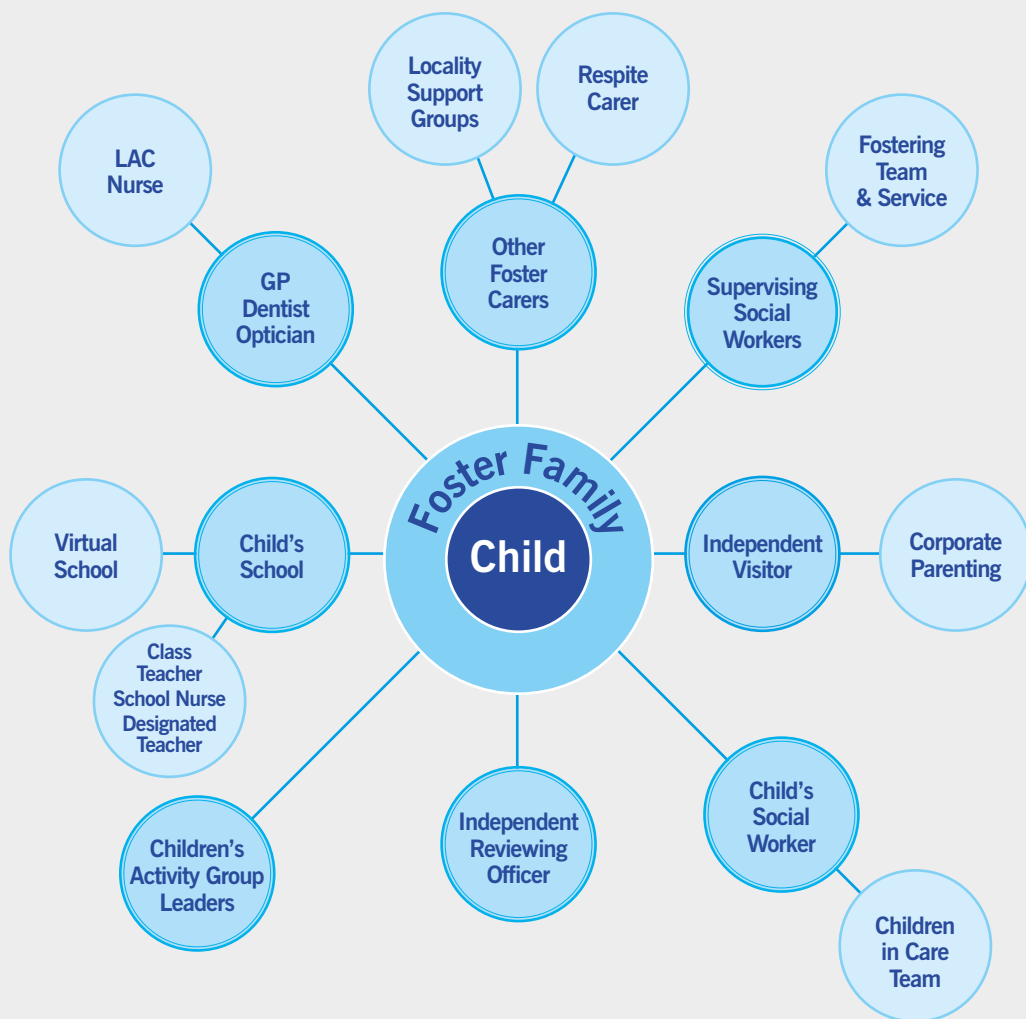 Locality
Support
Groups
Respite
Carer
LAC
Nurse
Fostering
Team
& Service
GP
Dentist
Optician
Other
Foster
Carers
Supervising
Social
Workers
Foster Family
Child
Virtual
School
Child's
School
Independent
Visitor
Corporate
Parenting
Class
Teacher
School Nurse
Designated
Teacher
Children's
Activity Group
Leaders
Independent
Reviewing
Officer
Child's
Social
Worker
Children
in Care
Team